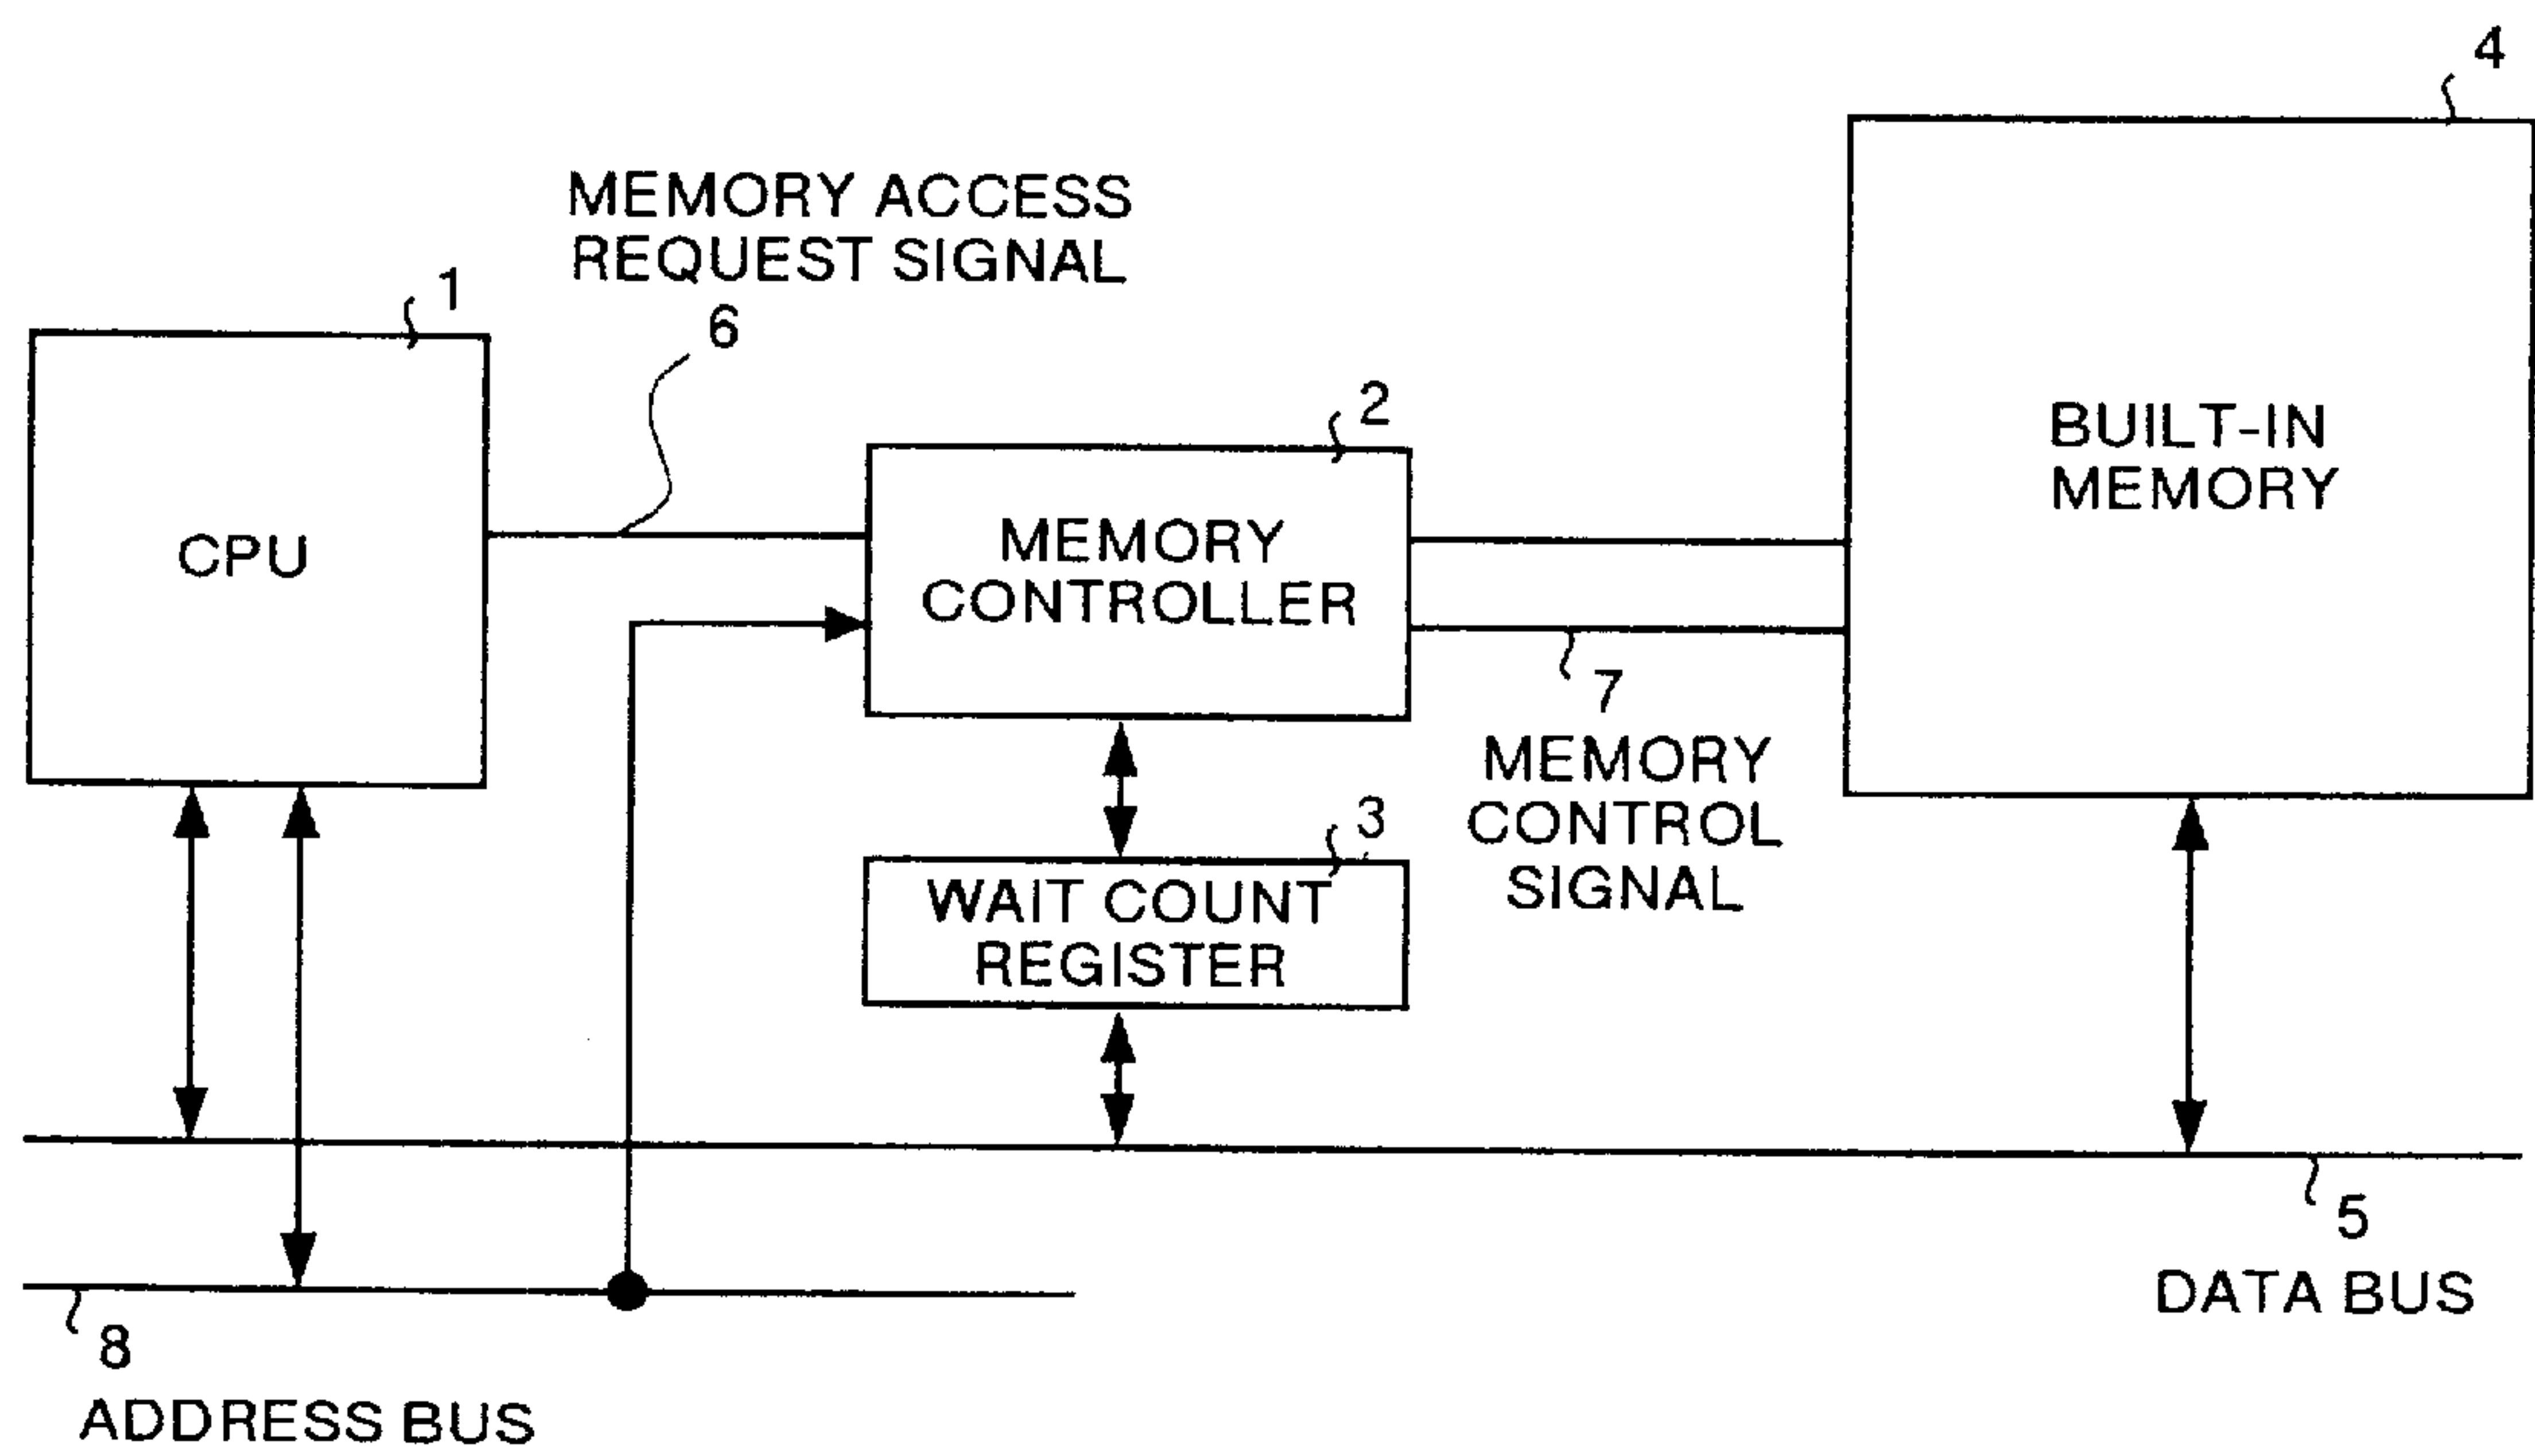 4
MEMORY ACCESS
REQUEST SIGNAL
6
1
2
BUILT-IN
MEMORY
CPU
MEMORY
CONTROLLER
7
MEMORY
CONTROL
SIGNAL
3
WAIT COUNT
REGISTER
5
DATA BUS
8
ADDRESS BUS